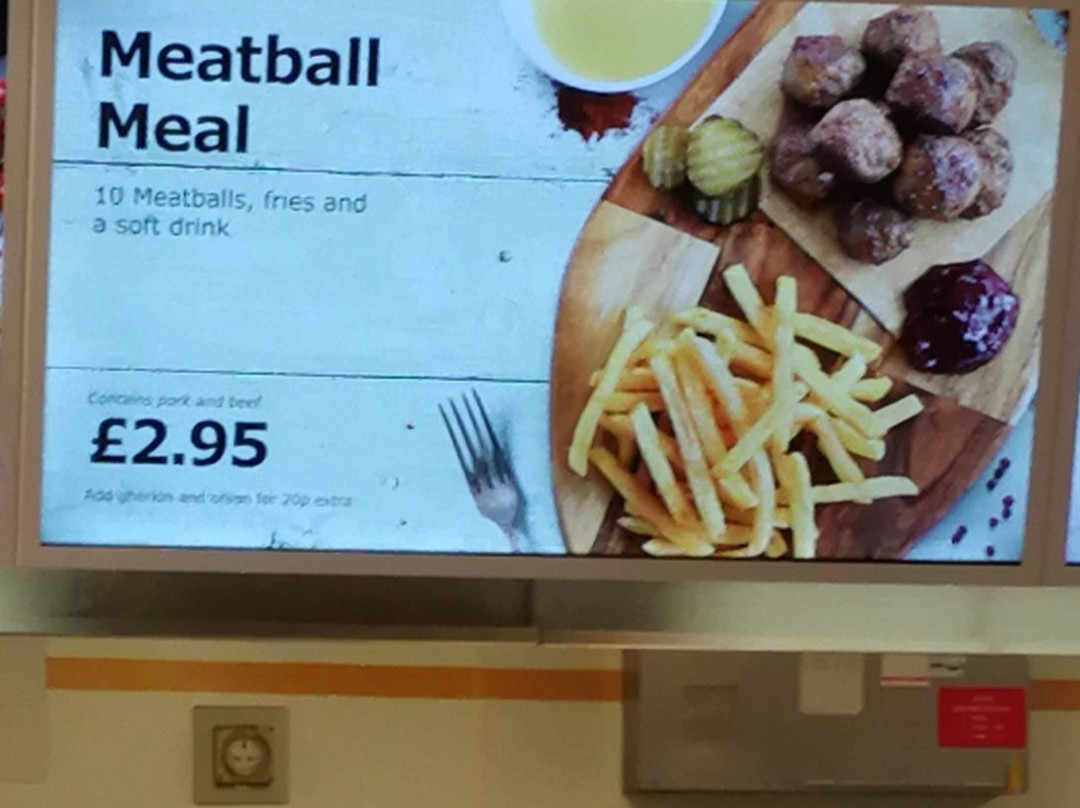 Meatball
Meal
10 Meatballs, fries and
a soft drink
Contains pork and beef
£2.95
Add gherkin and onion for 20p extra